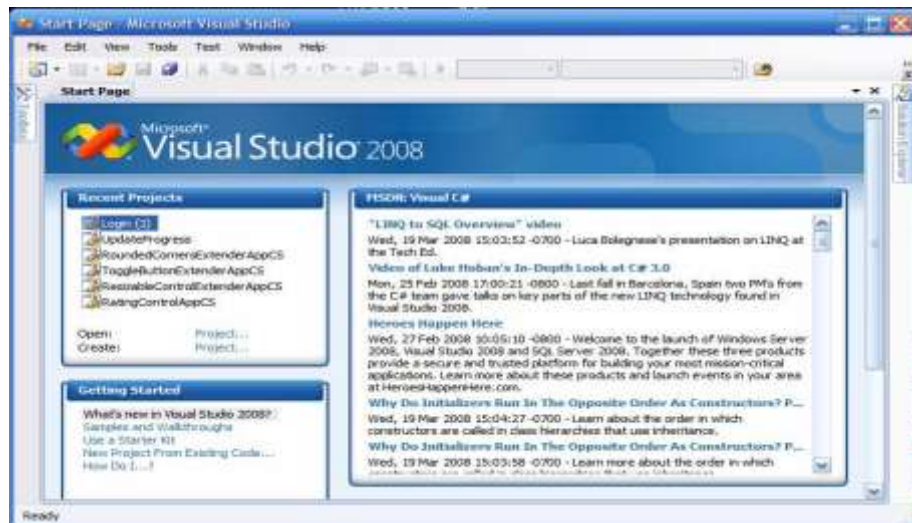 Start Page - Microsoft Visual Studio
File Edit View Tools Test Window Help
Start Page
Toolbox
Solution Explorer
Microsoft
Visual Studio 2008
Recent Projects
Login (3)
UpdateProgress
RoundedCornersExtenderAppCS
ToggleButtonExtenderAppCS
ResizableControlExtenderAppCS
RatingControlAppCS
Open: Project...
Create: Project...
Getting Started
What's new in Visual Studio 2008?
Samples and Walkthroughs
Use a Starter Kit
New Project From Existing Code...
How Do I...?
MSDN: Visual C#
"LINQ to SQL Overview" video
Wed, 19 Mar 2008 15:03:52 -0700 - Luca Bolegnese's presentation on LINQ at
the Tech Ed.
Video of Luke Hoban's In-Depth Look at C# 3.0
Mon, 25 Feb 2008 17:00:21 -0800 - Last fall in Barcelona, Spain two PM's from
the C# team gave talks on key parts of the new LINQ technology found in
Visual Studio 2008.
Heroes Happen Here
Wed, 27 Feb 2008 10:05:10 -0800 - Welcome to the launch of Windows Server
2008, Visual Studio 2008 and SQL Server 2008. Together these three products
provide a secure and trusted platform for building your most mission-critical
applications. Learn more about these products and launch events in your area
at HeroesHappenHere.com.
Why Do Initializers Run In The Opposite Order As Constructors? P...
Wed, 19 Mar 2008 15:04:27 -0700 - Learn about the order in which
constructors are called in class hierarchies that use inheritance.
Why Do Initializers Run In The Opposite Order As Constructors? P...
Wed, 19 Mar 2008 15:03:58 -0700 - Learn more about the order in which
Ready